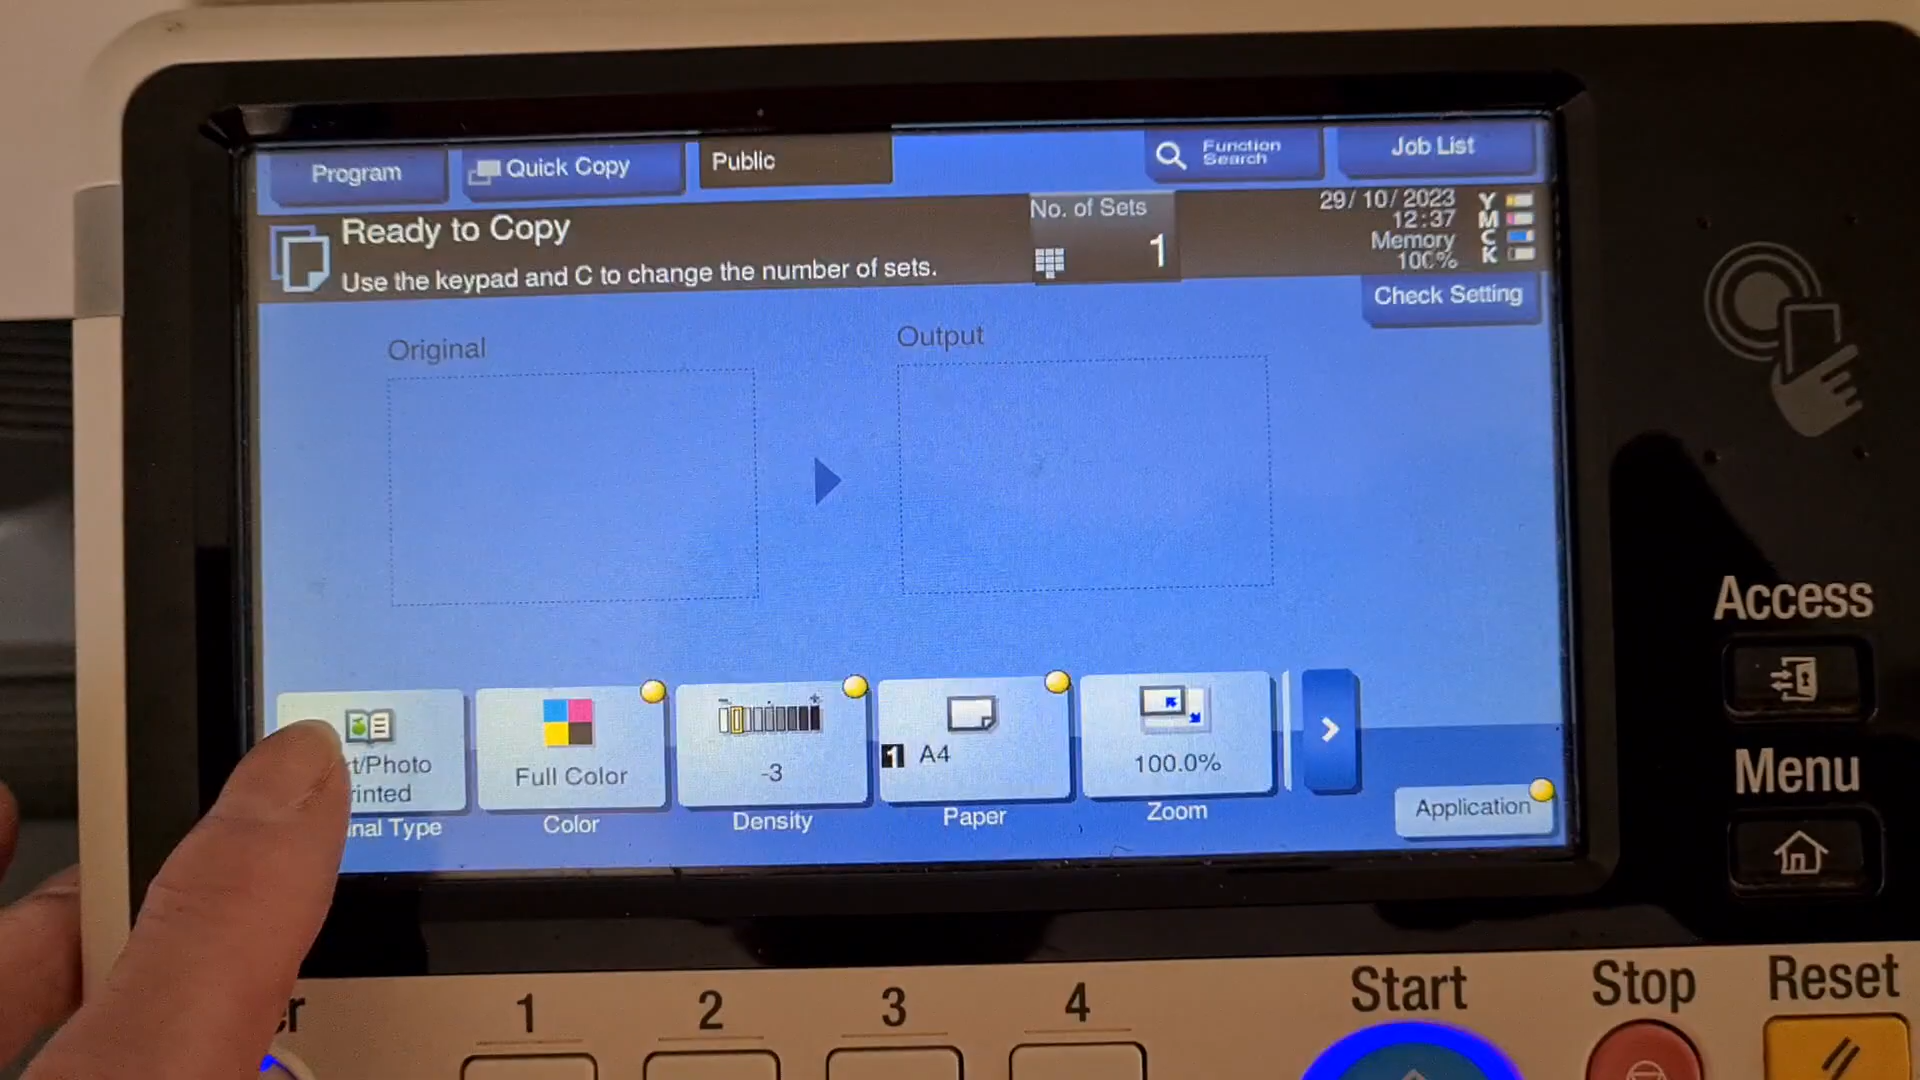 Program
Quick Copy
Public
Function
Search
Job List
Ready to Copy
Use the keypad and C to change the number of sets.
No. of Sets
1
29/10/2023
12:37
Memory
100%
Y
M
C
K
Check Setting
Original
Output
t/Photo
rinted
nal Type
Full Color
Color
-3
Density
1 A4
Paper
100.0%
Zoom
Application
Access
Menu
er
1
2
3
4
Start
Stop
Reset